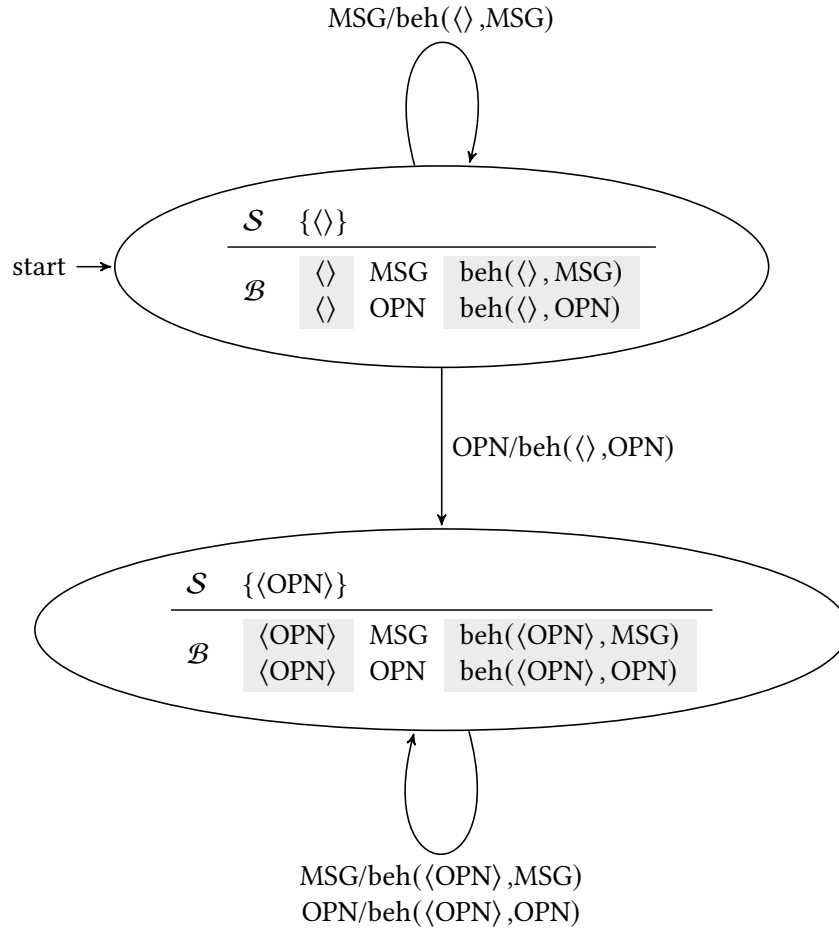 MSG/beh(⟨⟩ ,MSG)
𝒮 {⟨⟩}
start
ℬ
⟨⟩ MSG beh(⟨⟩ , MSG)
⟨⟩ OPN beh(⟨⟩ , OPN)
OPN/beh(⟨⟩ ,OPN)
𝒮 {⟨OPN⟩}
ℬ
⟨OPN⟩ MSG beh(⟨OPN⟩ , MSG)
⟨OPN⟩ OPN beh(⟨OPN⟩ , OPN)
MSG/beh(⟨OPN⟩ ,MSG)
OPN/beh(⟨OPN⟩ ,OPN)